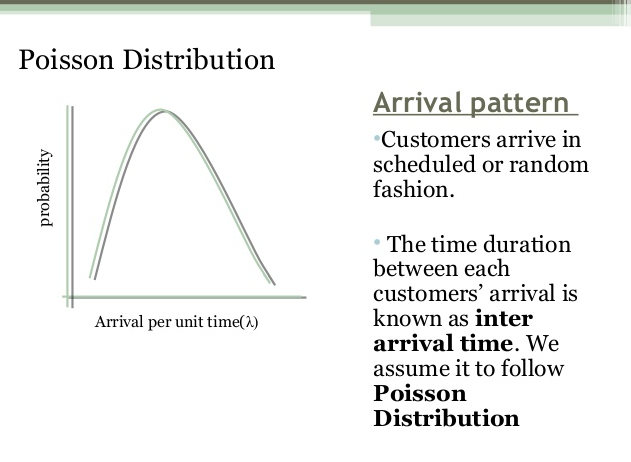 Poisson Distribution
probability
Arrival per unit time(λ)
Arrival pattern
•Customers arrive in
scheduled or random
fashion.
• The time duration
between each
customers’ arrival is
known as inter
arrival time. We
assume it to follow
Poisson
Distribution